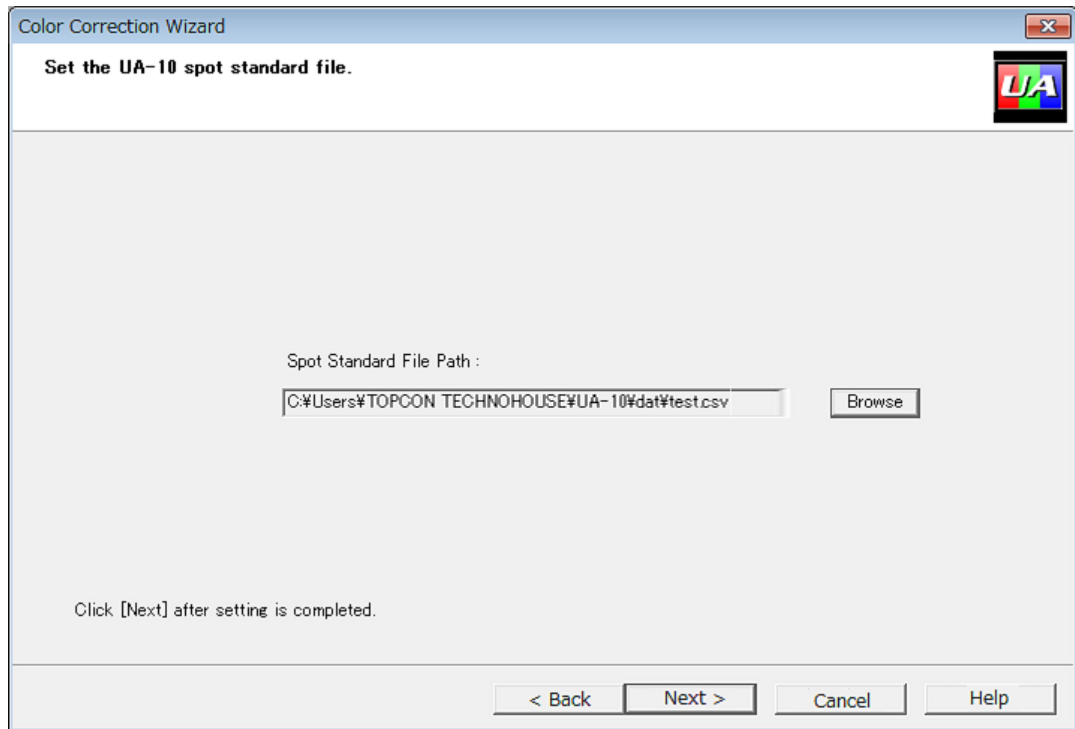 Color Correction Wizard
Set the UA-10 spot standard file.
UA
Spot Standard File Path :
C:¥Users¥TOPCON TECHNOHOUSE¥UA-10¥dat¥test.csv
Browse
Click [Next] after setting is completed.
< Back Next > Cancel Help